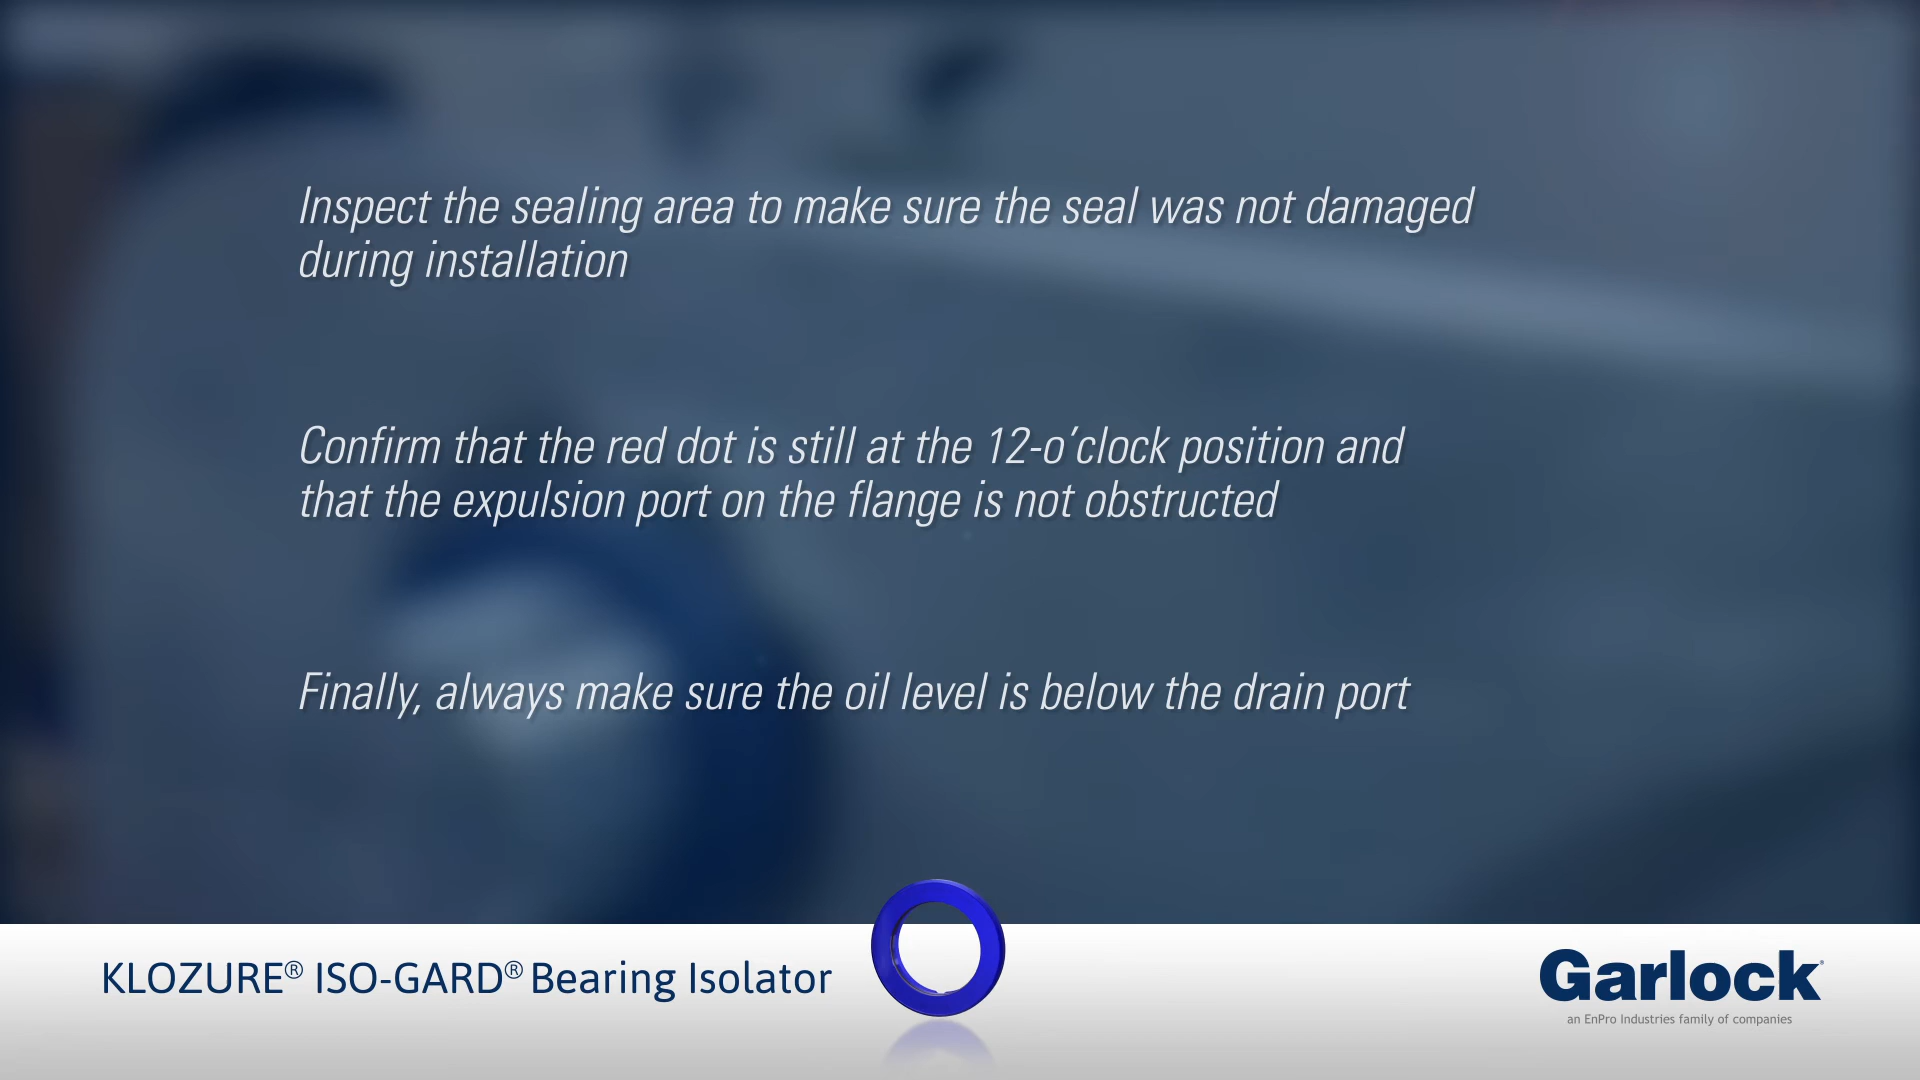 Inspect the sealing area to make sure the seal was not damaged
during installation
Confirm that the red dot is still at the 12-o’clock position and
that the expulsion port on the flange is not obstructed
Finally, always make sure the oil level is below the drain port
KLOZURE® ISO-GARD® Bearing Isolator
Garlock®
an EnPro Industries family of companies